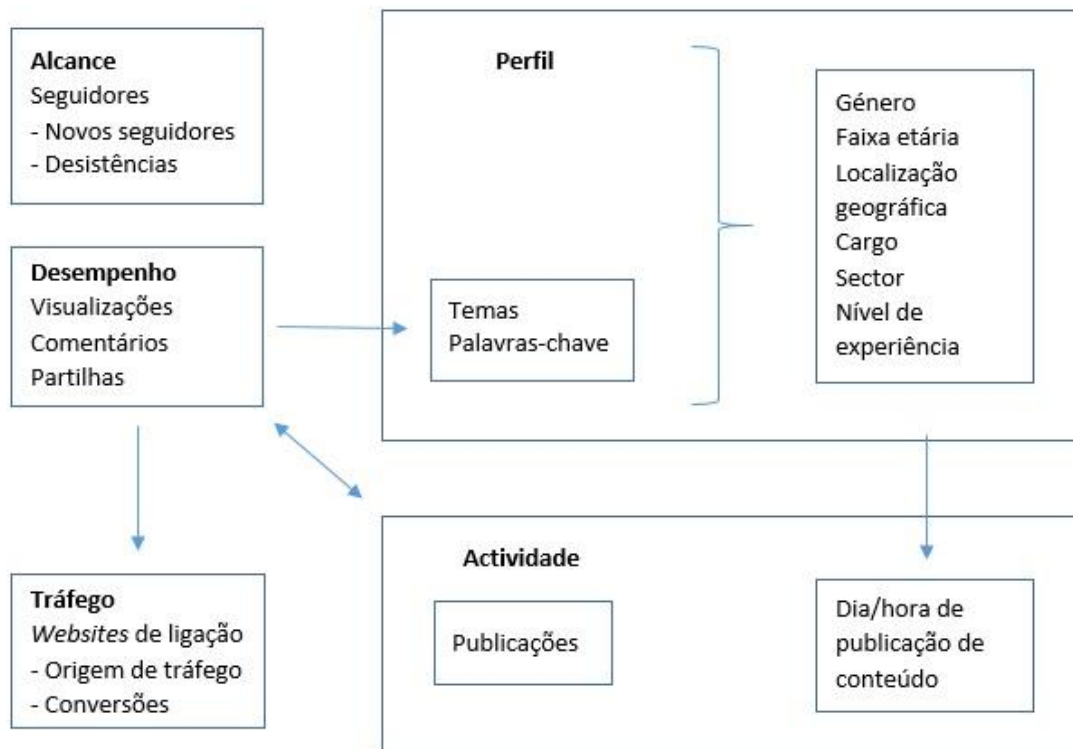 Alcance
Seguidores
- Novos seguidores
- Desistências
Perfil
Género
Faixa etária
Localização
geográfica
Cargo
Sector
Nível de
experiência
Desempenho
Visualizações
Comentários
Partilhas
Temas
Palavras-chave
Tráfego
Websites de ligação
- Origem de tráfego
- Conversões
Actividade
Publicações
Dia/hora de
publicação de
conteúdo